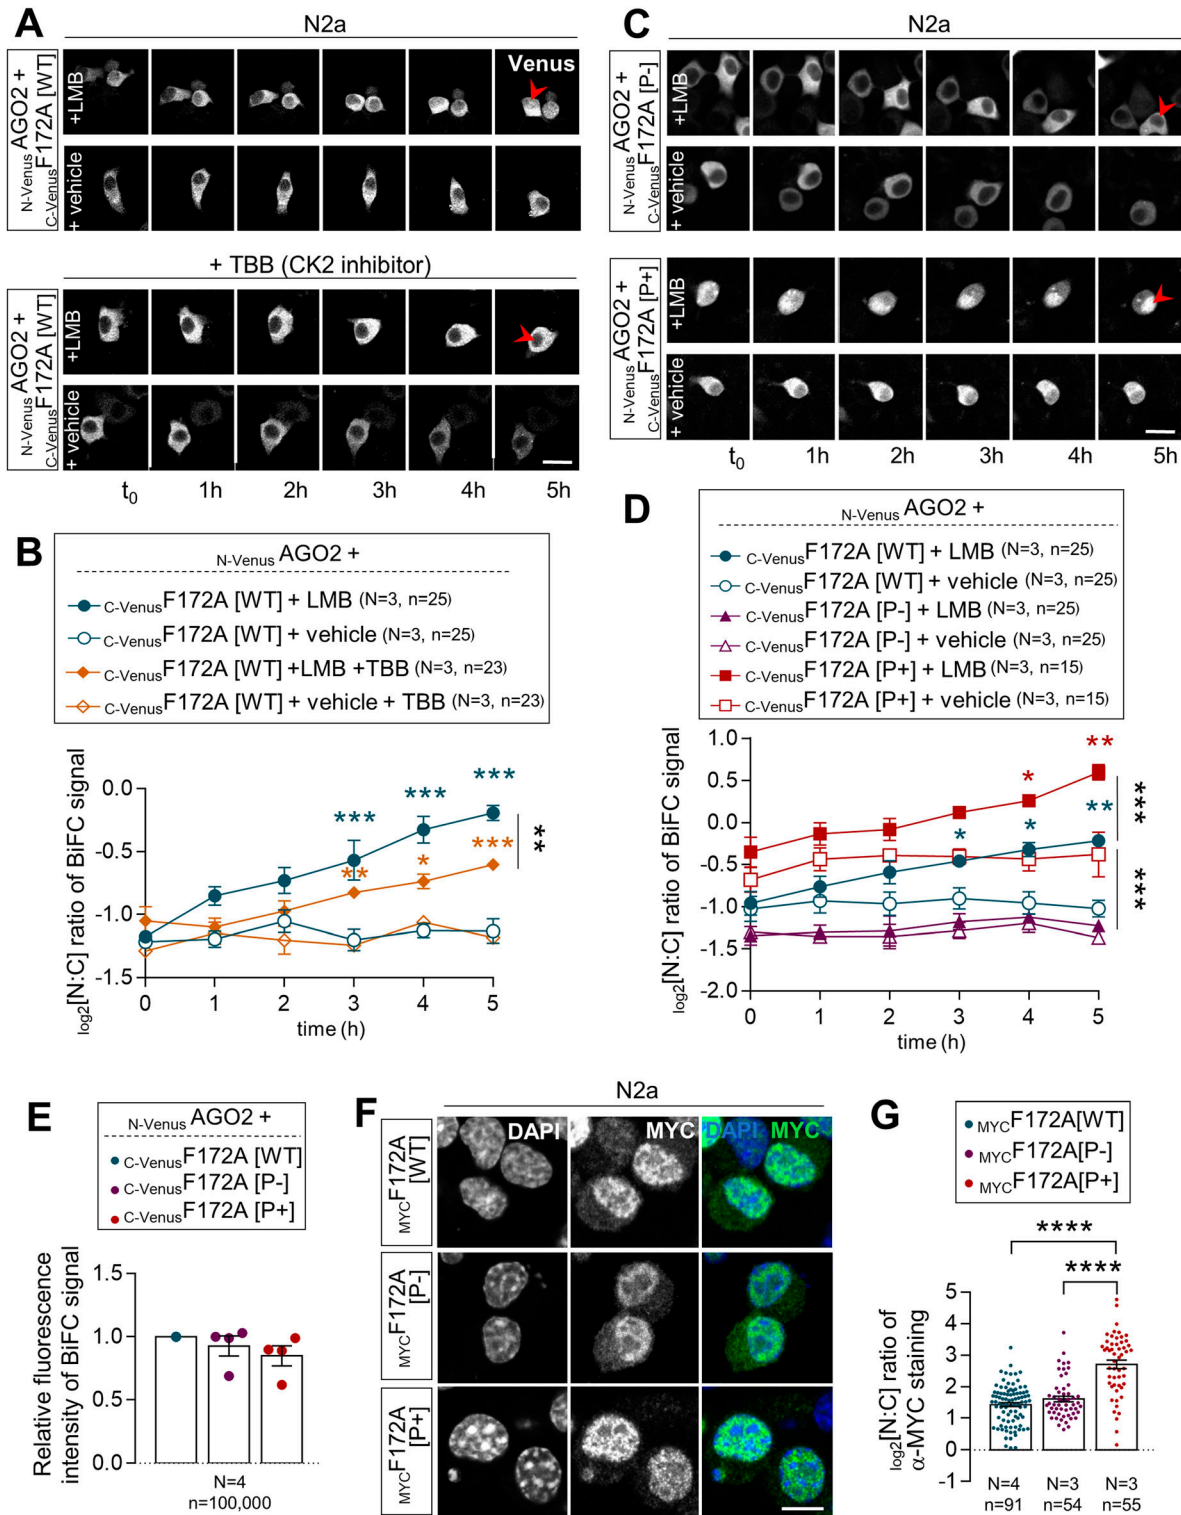 A
N2a
N-Venus AGO2 +
C-Venus F172A [WT]
+LMB
Venus
+ vehicle
+ TBB (CK2 inhibitor)
N-Venus AGO2 +
C-Venus F172A [WT]
+LMB
+ vehicle
t0 1h 2h 3h 4h 5h
C
N2a
N-Venus AGO2 +
C-Venus F172A [P-]
+LMB
+ vehicle
N-Venus AGO2 +
C-Venus F172A [P+]
+LMB
+ vehicle
t0 1h 2h 3h 4h 5h
B
N-Venus AGO2 +
C-Venus F172A [WT] + LMB (N=3, n=25)
C-Venus F172A [WT] + vehicle (N=3, n=25)
C-Venus F172A [WT] +LMB +TBB (N=3, n=23)
C-Venus F172A [WT] + vehicle + TBB (N=3, n=23)
log2[N:C] ratio of BiFC signal
0.0
-0.5
-1.0
-1.5
*** *** ***
** * ***
**
0 1 2 3 4 5
time (h)
D
N-Venus AGO2 +
C-Venus F172A [WT] + LMB (N=3, n=25)
C-Venus F172A [WT] + vehicle (N=3, n=25)
C-Venus F172A [P-] + LMB (N=3, n=25)
C-Venus F172A [P-] + vehicle (N=3, n=25)
C-Venus F172A [P+] + LMB (N=3, n=15)
C-Venus F172A [P+] + vehicle (N=3, n=15)
log2[N:C] ratio of BiFC signal
1.0
0.5
0.0
-0.5
-1.0
-1.5
-2.0
* **
* * **
***
***
0 1 2 3 4 5
time (h)
E
N-Venus AGO2 +
C-Venus F172A [WT]
C-Venus F172A [P-]
C-Venus F172A [P+]
Relative fluorescence
intensity of BiFC signal
1.5
1.0
0.5
0.0
N=4
n=100,000
F
N2a
DAPI MYC DAPI MYC
MYC F172A
[WT]
MYC F172A
[P-]
MYC F172A
[P+]
G
MYC F172A[WT]
MYC F172A[P-]
MYC F172A[P+]
****
****
log2[N:C] ratio of
α-MYC staining
5
4
3
2
1
0
-1
N=4 N=3 N=3
n=91 n=54 n=55